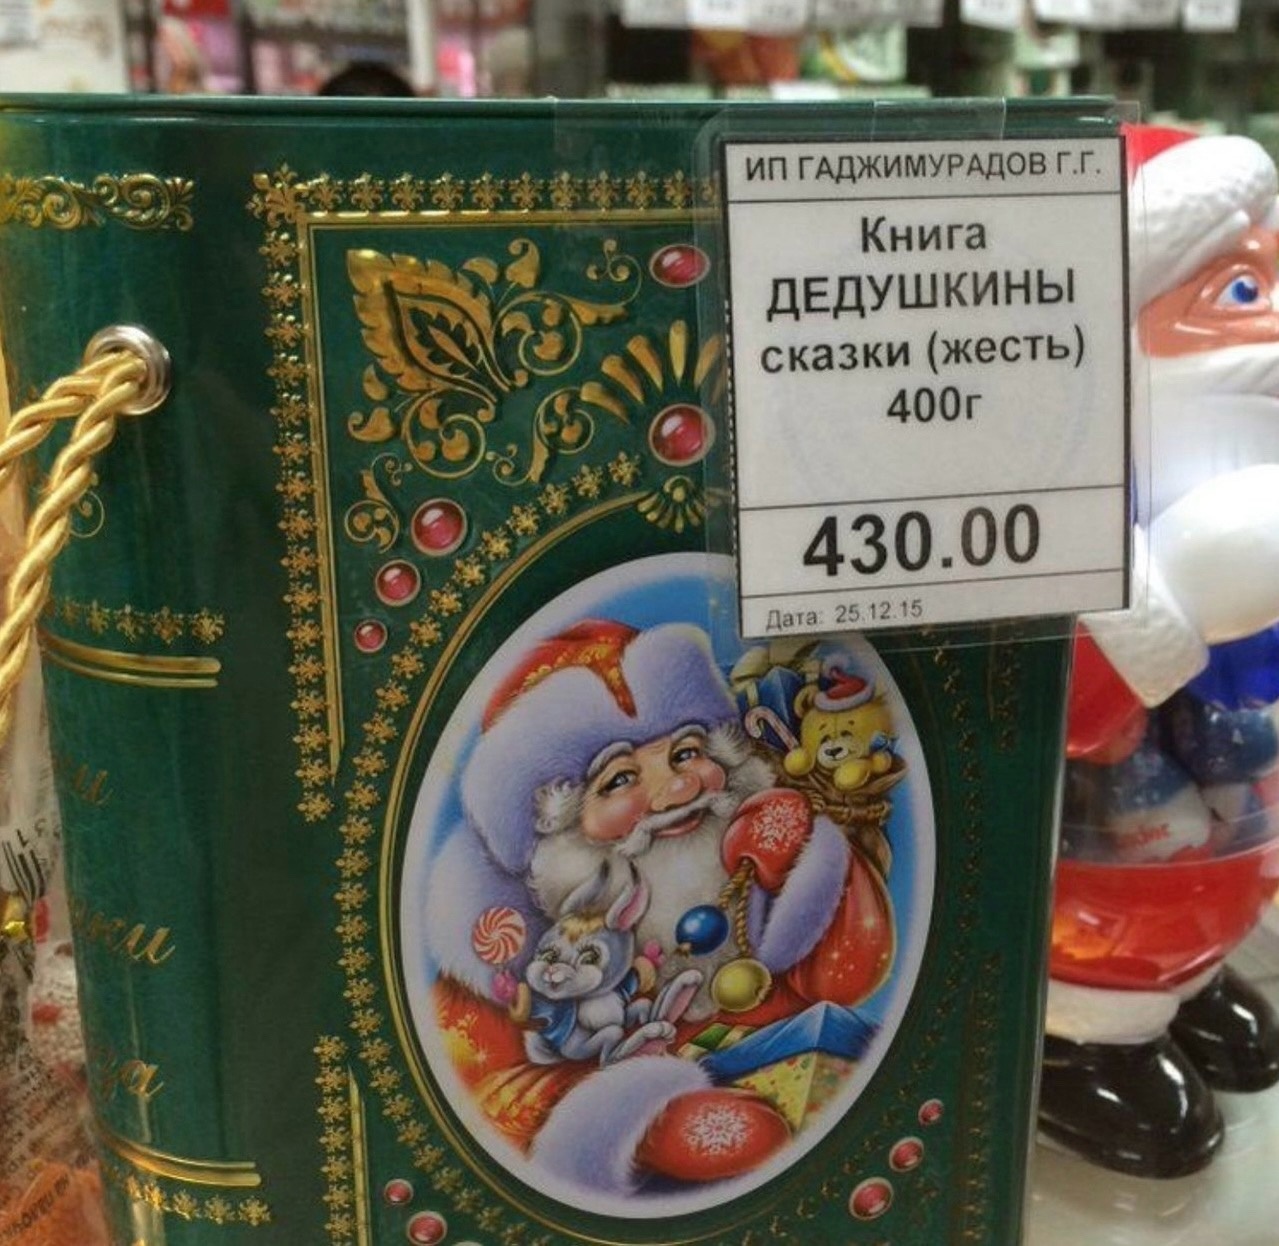 ИП ГАДЖИМУРАДОВ Г.Г.
Книга
ДЕДУШКИНЫ
сказки (жесть)
400г
430.00
Дата: 25.12.15